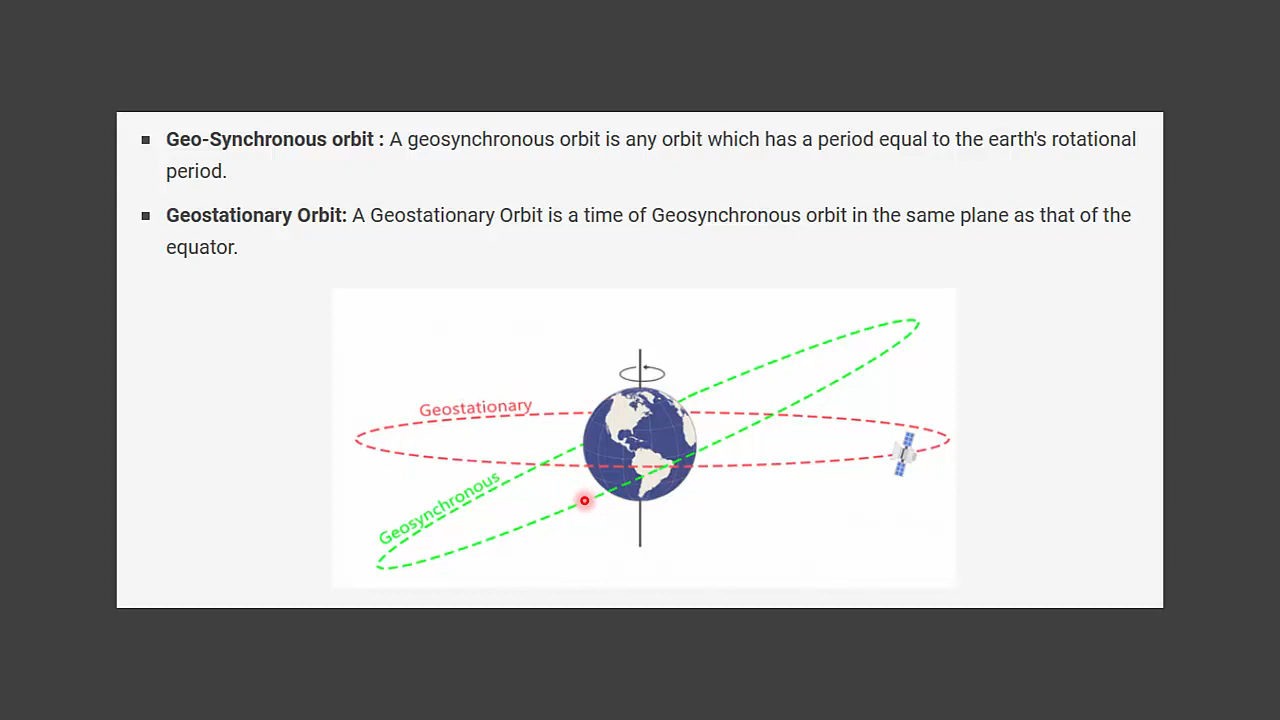 Geo-Synchronous orbit : A geosynchronous orbit is any orbit which has a period equal to the earth's rotational
period.
Geostationary Orbit: A Geostationary Orbit is a time of Geosynchronous orbit in the same plane as that of the
equator.
Geostationary
Geosynchronous